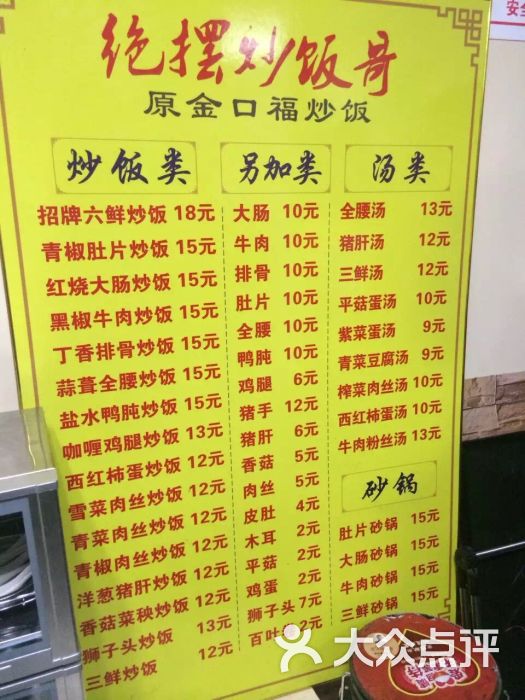 安全
绝摆炒饭哥
原金口福炒饭
炒饭类
招牌六鲜炒饭 18元
青椒肚片炒饭 15元
红烧大肠炒饭 15元
黑椒牛肉炒饭 15元
丁香排骨炒饭 15元
蒜葺全腰炒饭 15元
盐水鸭肫炒饭 15元
咖喱鸡腿炒饭 13元
西红柿蛋炒饭 12元
雪菜肉丝炒饭 12元
青菜肉丝炒饭 12元
青椒肉丝炒饭 12元
洋葱猪肝炒饭 12元
香菇菜秧炒饭 12元
狮子头炒饭 13元
三鲜炒饭 12元
另加类
大肠 10元
牛肉 10元
排骨 10元
肚片 10元
全腰 10元
鸭肫 10元
鸡腿 6元
猪手 12元
猪肝 6元
香菇 5元
肉丝 5元
皮肚 4元
木耳 2元
平菇 2元
鸡蛋 2元
狮子头 7元
百叶 2元
汤类
全腰汤 13元
猪肝汤 12元
三鲜汤 12元
平菇蛋汤 10元
紫菜蛋汤 9元
青菜豆腐汤 9元
榨菜肉丝汤 10元
西红柿蛋汤 10元
牛肉粉丝汤 13元
砂锅
肚片砂锅 15元
大肠砂锅 15元
牛肉砂锅 15元
三鲜砂锅 15元
大众点评